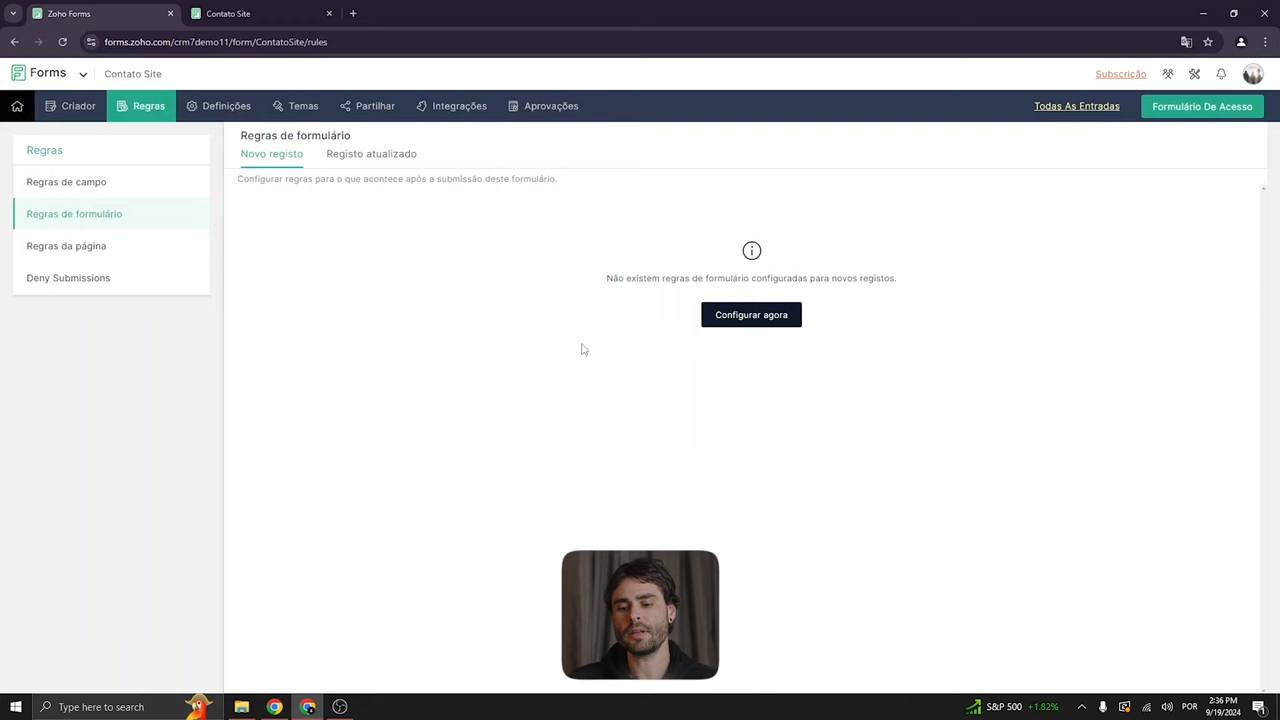 Zoho Forms
Contato Site
forms.zoho.com/crm7demo11/form/ContatoSite/rules
Forms
Contato Site
Subscrição
Criador
Regras
Definições
Temas
Partilhar
Integrações
Aprovações
Todas As Entradas
Formulário De Acesso
Regras
Regras de campo
Regras de formulário
Regras da página
Deny Submissions
Regras de formulário
Novo registo
Registo atualizado
Configurar regras para o que acontece após a submissão deste formulário.
Não existem regras de formulário configuradas para novos registos.
Configurar agora
Type here to search
S&P 500 +1.82%
POR
2:36 PM
9/19/2024
1